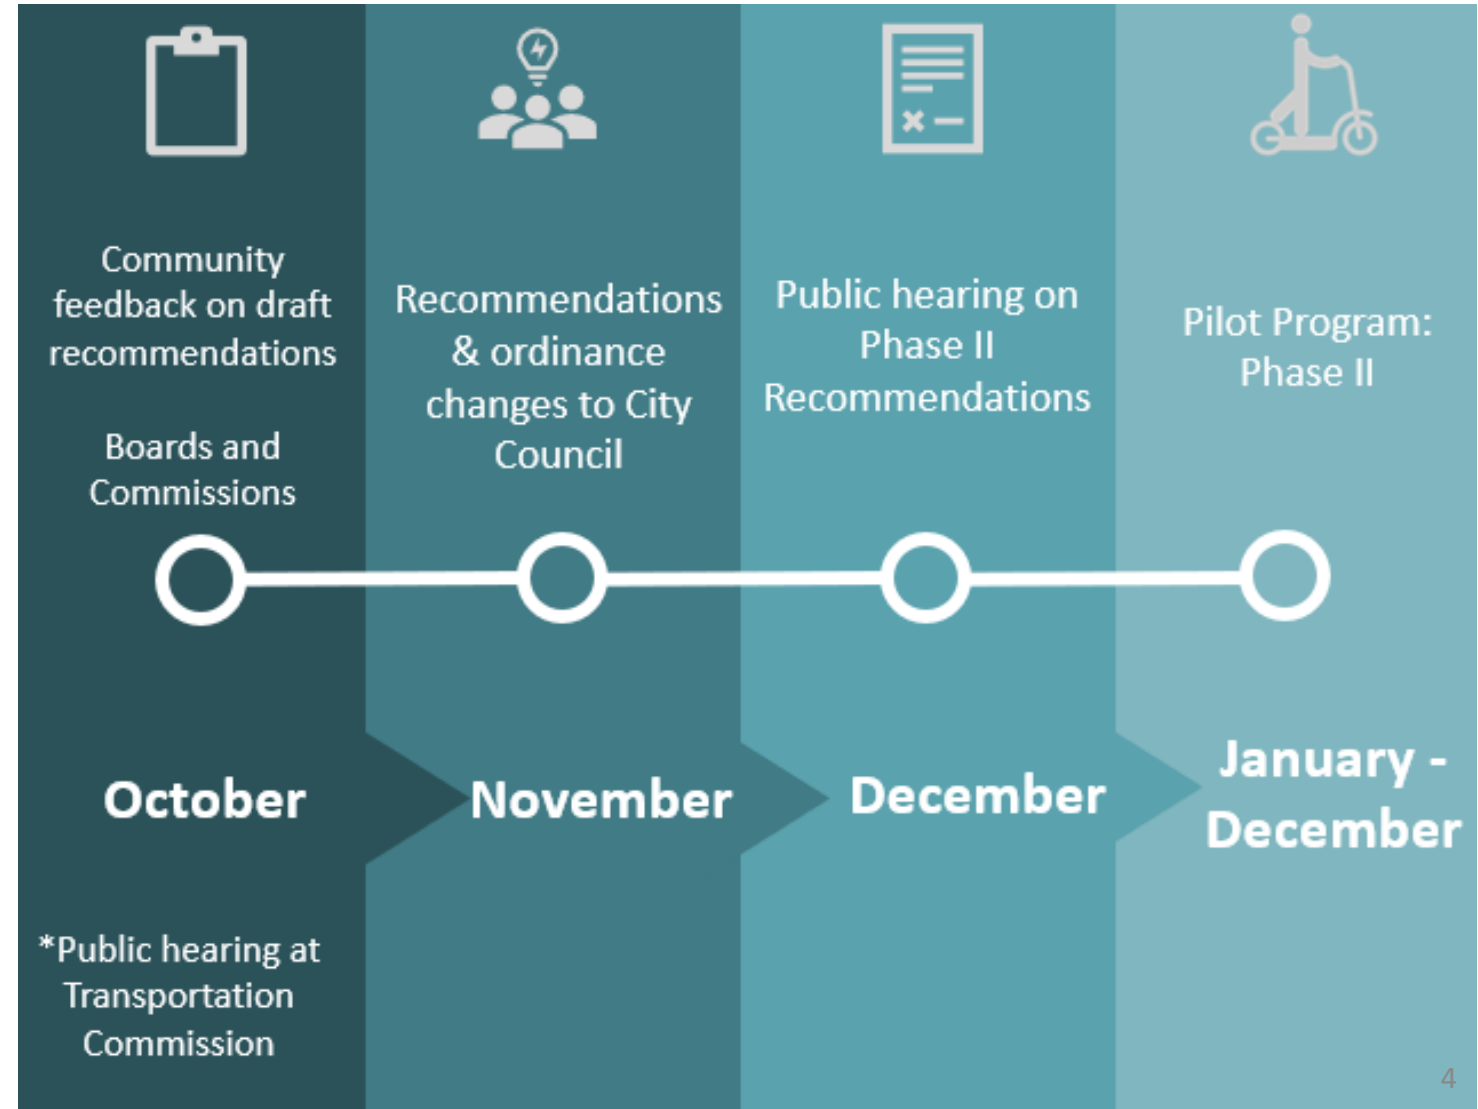 Community
feedback on draft
recommendations
Boards and
Commissions
October
*Public hearing at
Transportation
Commission
Recommendations
& ordinance
changes to City
Council
November
Public hearing on
Phase II
Recommendations
December
Pilot Program:
Phase II
January -
December
4